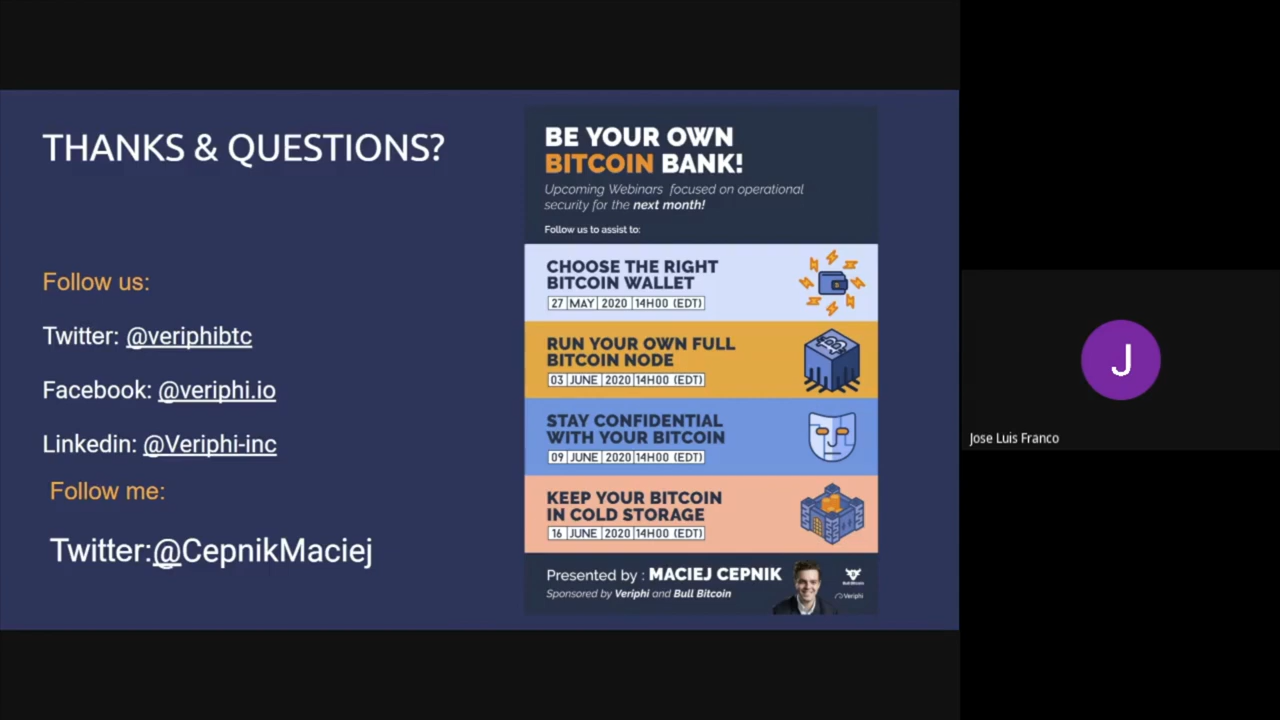 THANKS & QUESTIONS?
Follow us:
Twitter: @veriphibtc
Facebook: @veriphi.io
Linkedin: @Veriphi-inc
Follow me:
Twitter:@CepnikMaciej
BE YOUR OWN
BITCOIN BANK!
Upcoming Webinars focused on operational
security for the next month!
Follow us to assist to:
CHOOSE THE RIGHT
BITCOIN WALLET
27 MAY 2020 14H00 (EDT)
RUN YOUR OWN FULL
BITCOIN NODE
03 JUNE 2020 14H00 (EDT)
STAY CONFIDENTIAL
WITH YOUR BITCOIN
09 JUNE 2020 14H00 (EDT)
KEEP YOUR BITCOIN
IN COLD STORAGE
16 JUNE 2020 14H00 (EDT)
Presented by : MACIEJ CEPNIK
Sponsored by Veriphi and Bull Bitcoin
Bull Bitcoin
Veriphi
J
Jose Luis Franco